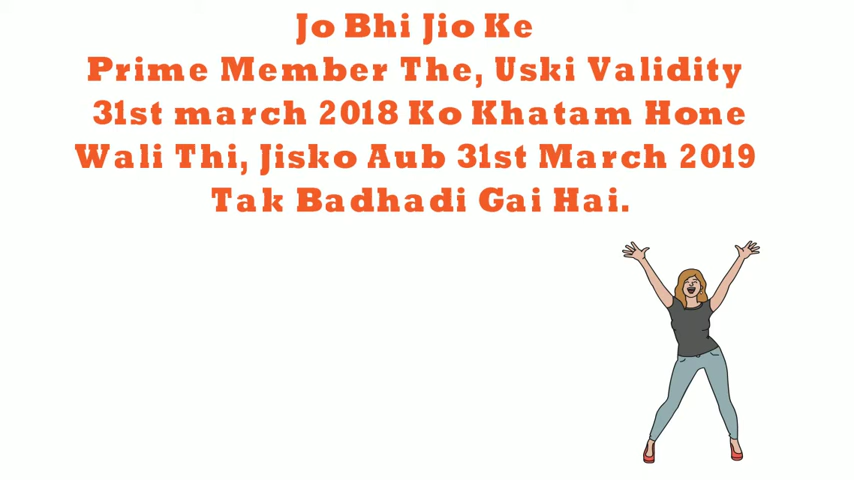 Jo Bhi Jio Ke
Prime Member The, Uski Validity
31st march 2018 Ko Khatam Hone
Wali Thi, Jisko Aub 31st March 2019
Tak Badhadi Gai Hai.